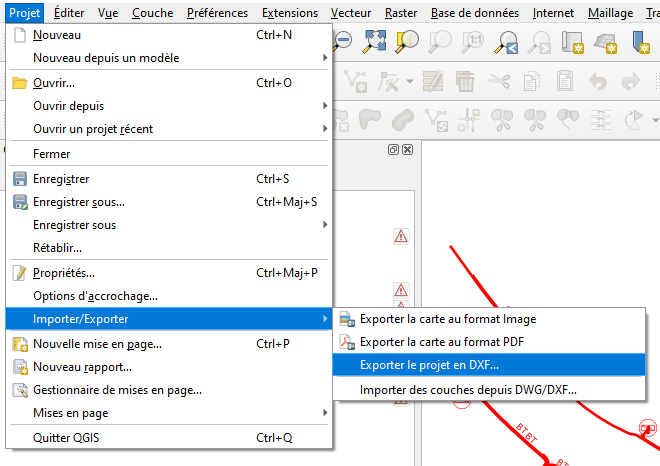 Projet Éditer Vue Couche Préférences Extensions Vecteur Raster Base de données Internet Maillage Tra
Nouveau Ctrl+N
Nouveau depuis un modèle
Ouvrir... Ctrl+O
Ouvrir depuis
Ouvrir un projet récent
Fermer
Enregistrer Ctrl+S
Enregistrer sous... Ctrl+Maj+S
Enregistrer sous
Rétablir...
Propriétés... Ctrl+Maj+P
Options d'accrochage...
Importer/Exporter
Nouvelle mise en page... Ctrl+P
Nouveau rapport...
Gestionnaire de mises en page...
Mises en page
Quitter QGIS Ctrl+Q
Exporter la carte au format Image
Exporter la carte au format PDF
Exporter le projet en DXF...
Importer des couches depuis DWG/DXF...
BT BT
BT